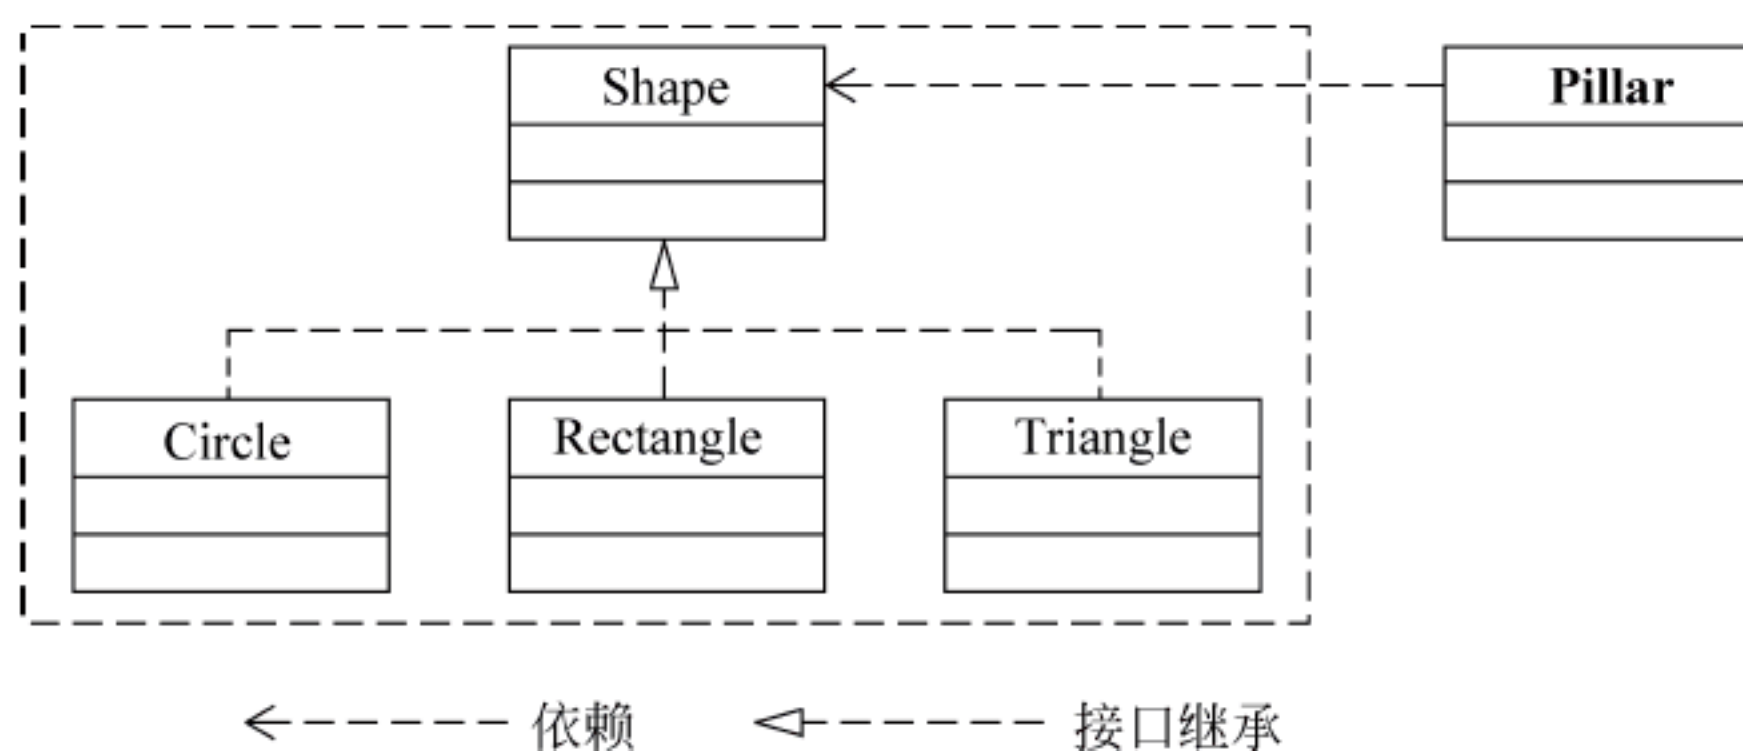 Shape
Pillar
Circle
Rectangle
Triangle
依赖
接口继承